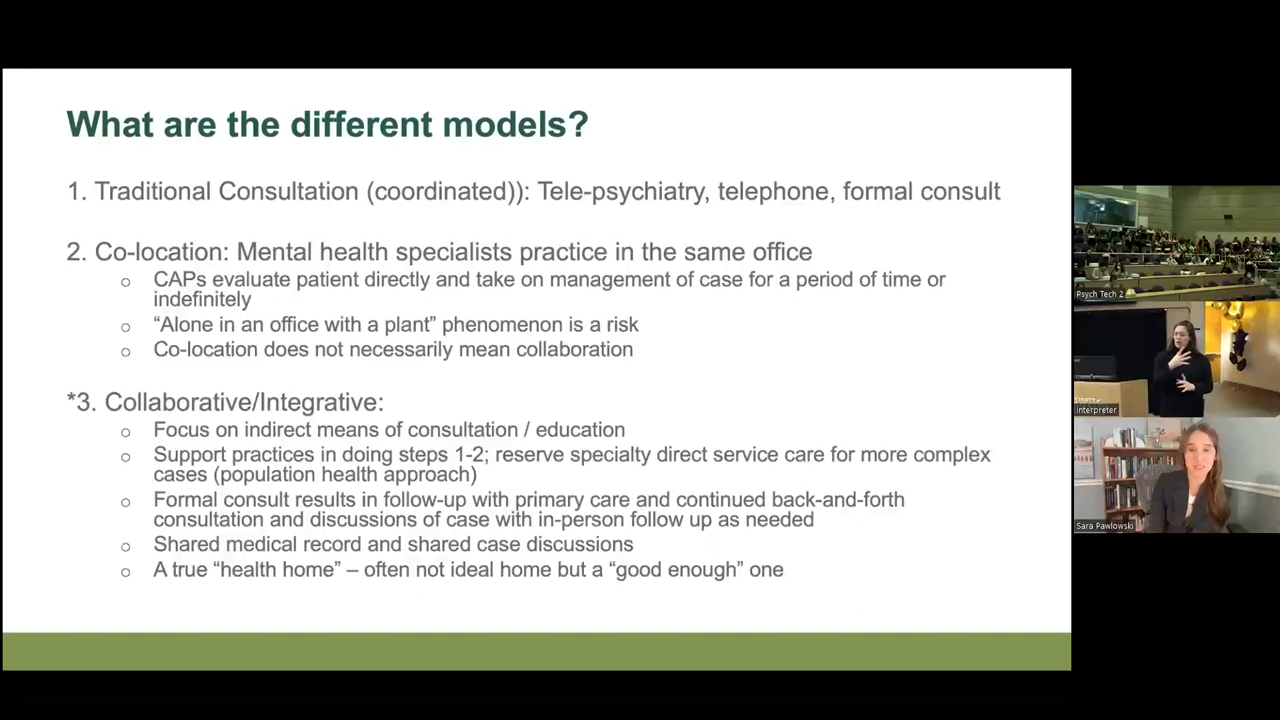 What are the different models?
1. Traditional Consultation (coordinated)): Tele-psychiatry, telephone, formal consult
2. Co-location: Mental health specialists practice in the same office
○ CAPs evaluate patient directly and take on management of case for a period of time or
indefinitely
○ “Alone in an office with a plant” phenomenon is a risk
○ Co-location does not necessarily mean collaboration
*3. Collaborative/Integrative:
○ Focus on indirect means of consultation / education
○ Support practices in doing steps 1-2; reserve specialty direct service care for more complex
cases (population health approach)
○ Formal consult results in follow-up with primary care and continued back-and-forth
consultation and discussions of case with in-person follow up as needed
○ Shared medical record and shared case discussions
○ A true “health home” – often not ideal home but a “good enough” one
Psych Tech 2
interpreter
Sara Pawlowski